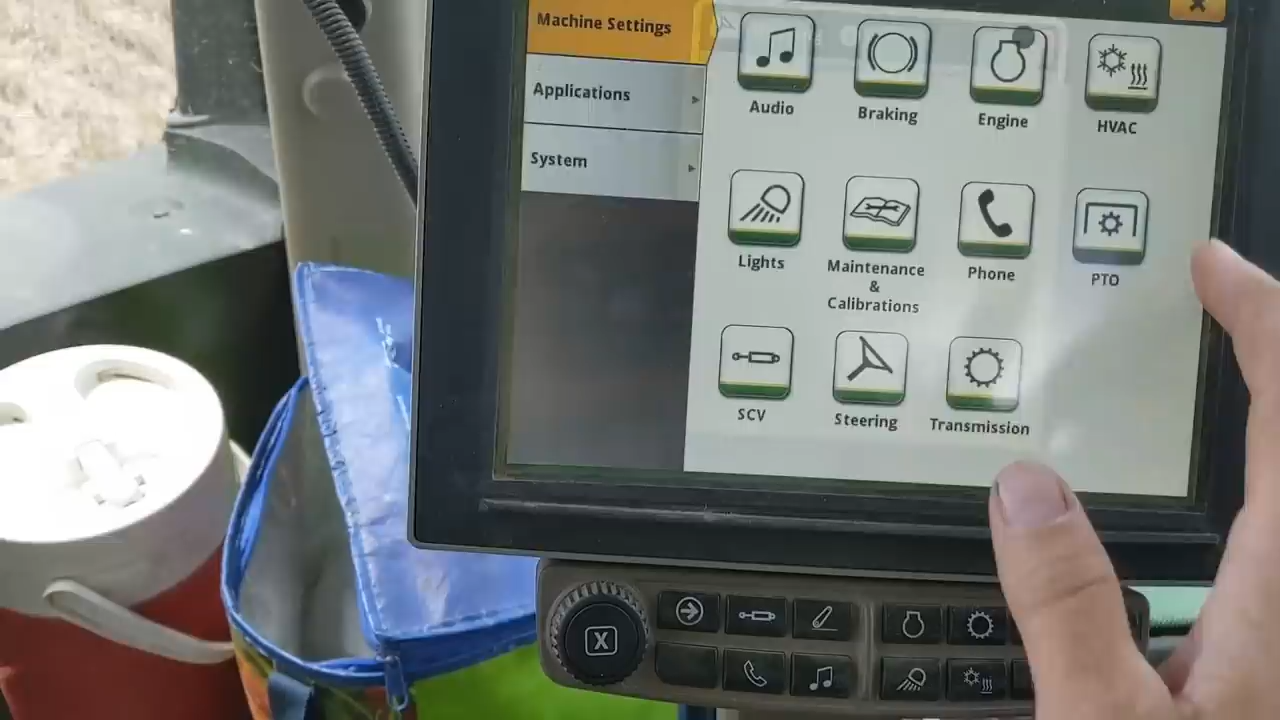 Machine Settings
Applications
System
Audio
Braking
Engine
HVAC
Lights
Maintenance
&
Calibrations
Phone
PTO
SCV
Steering
Transmission
X